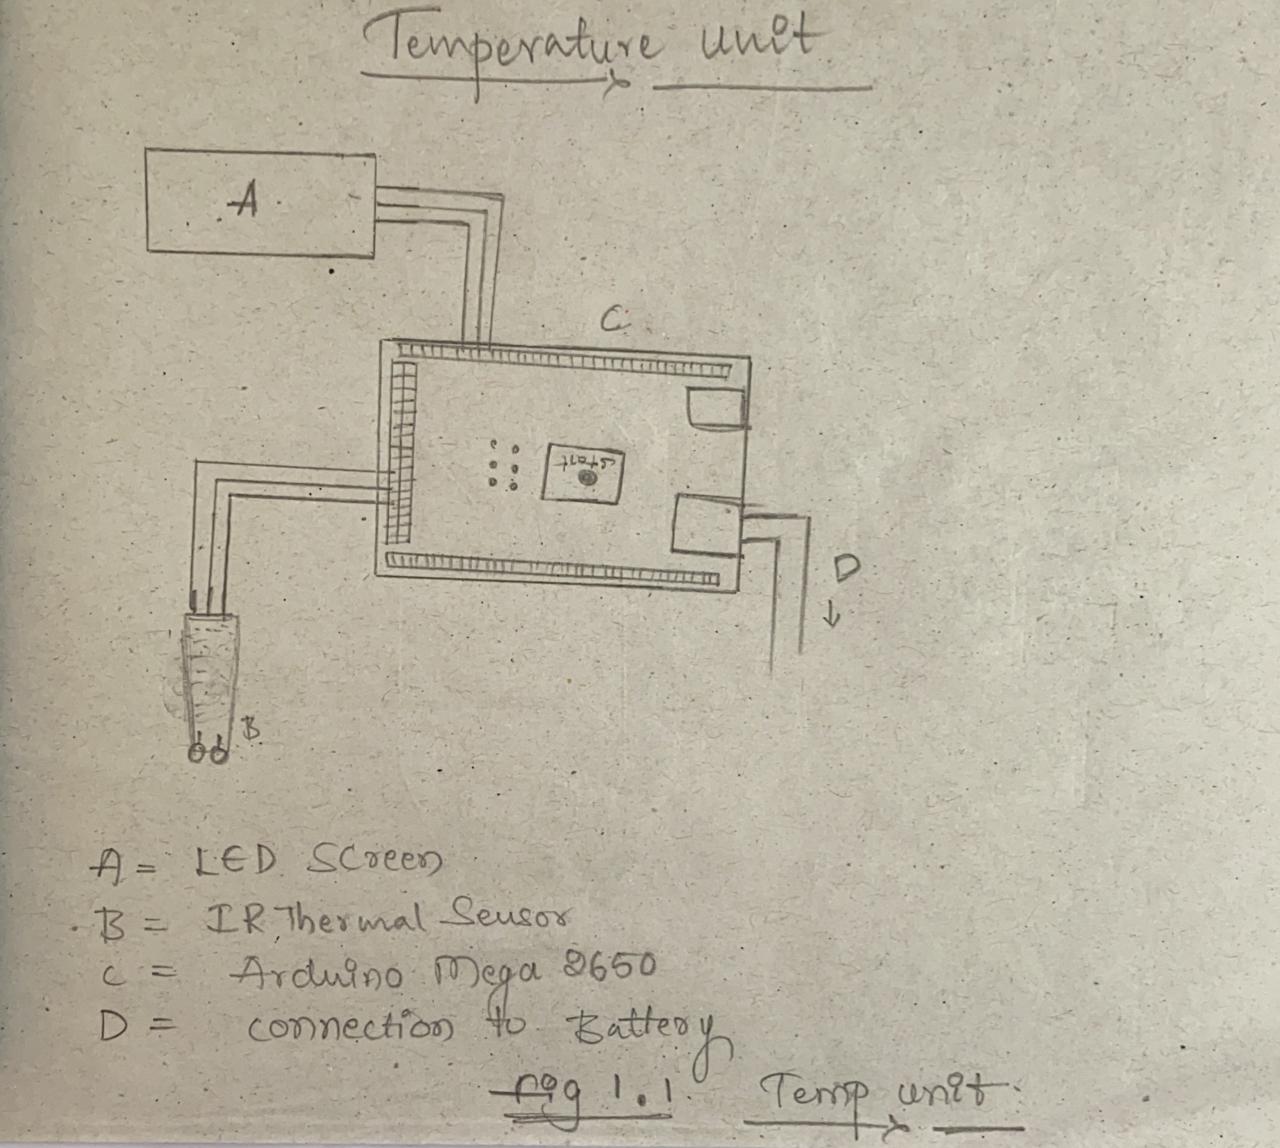 Temperature unit
A
C
start
D
B
A = LED Screen
B = IR Thermal Sensor
C = Arduino Mega 2650
D = connection to Battery
fig 1.1 Temp unit